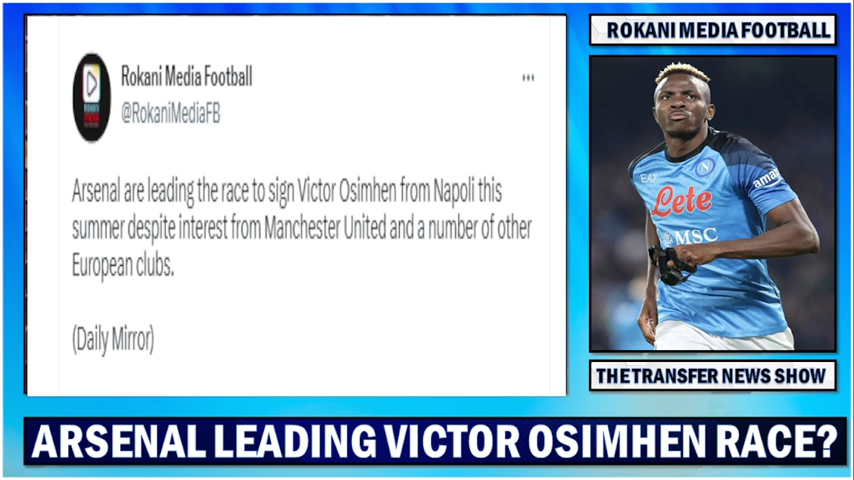 ROKANI MEDIA FOOTBALL
Rokani Media Football
@RokaniMediaFB
Arsenal are leading the race to sign Victor Osimhen from Napoli this
summer despite interest from Manchester United and a number of other
European clubs.
(Daily Mirror)
EA7
N
ama
Lete
MSC
THE TRANSFER NEWS SHOW
ARSENAL LEADING VICTOR OSIMHEN RACE?